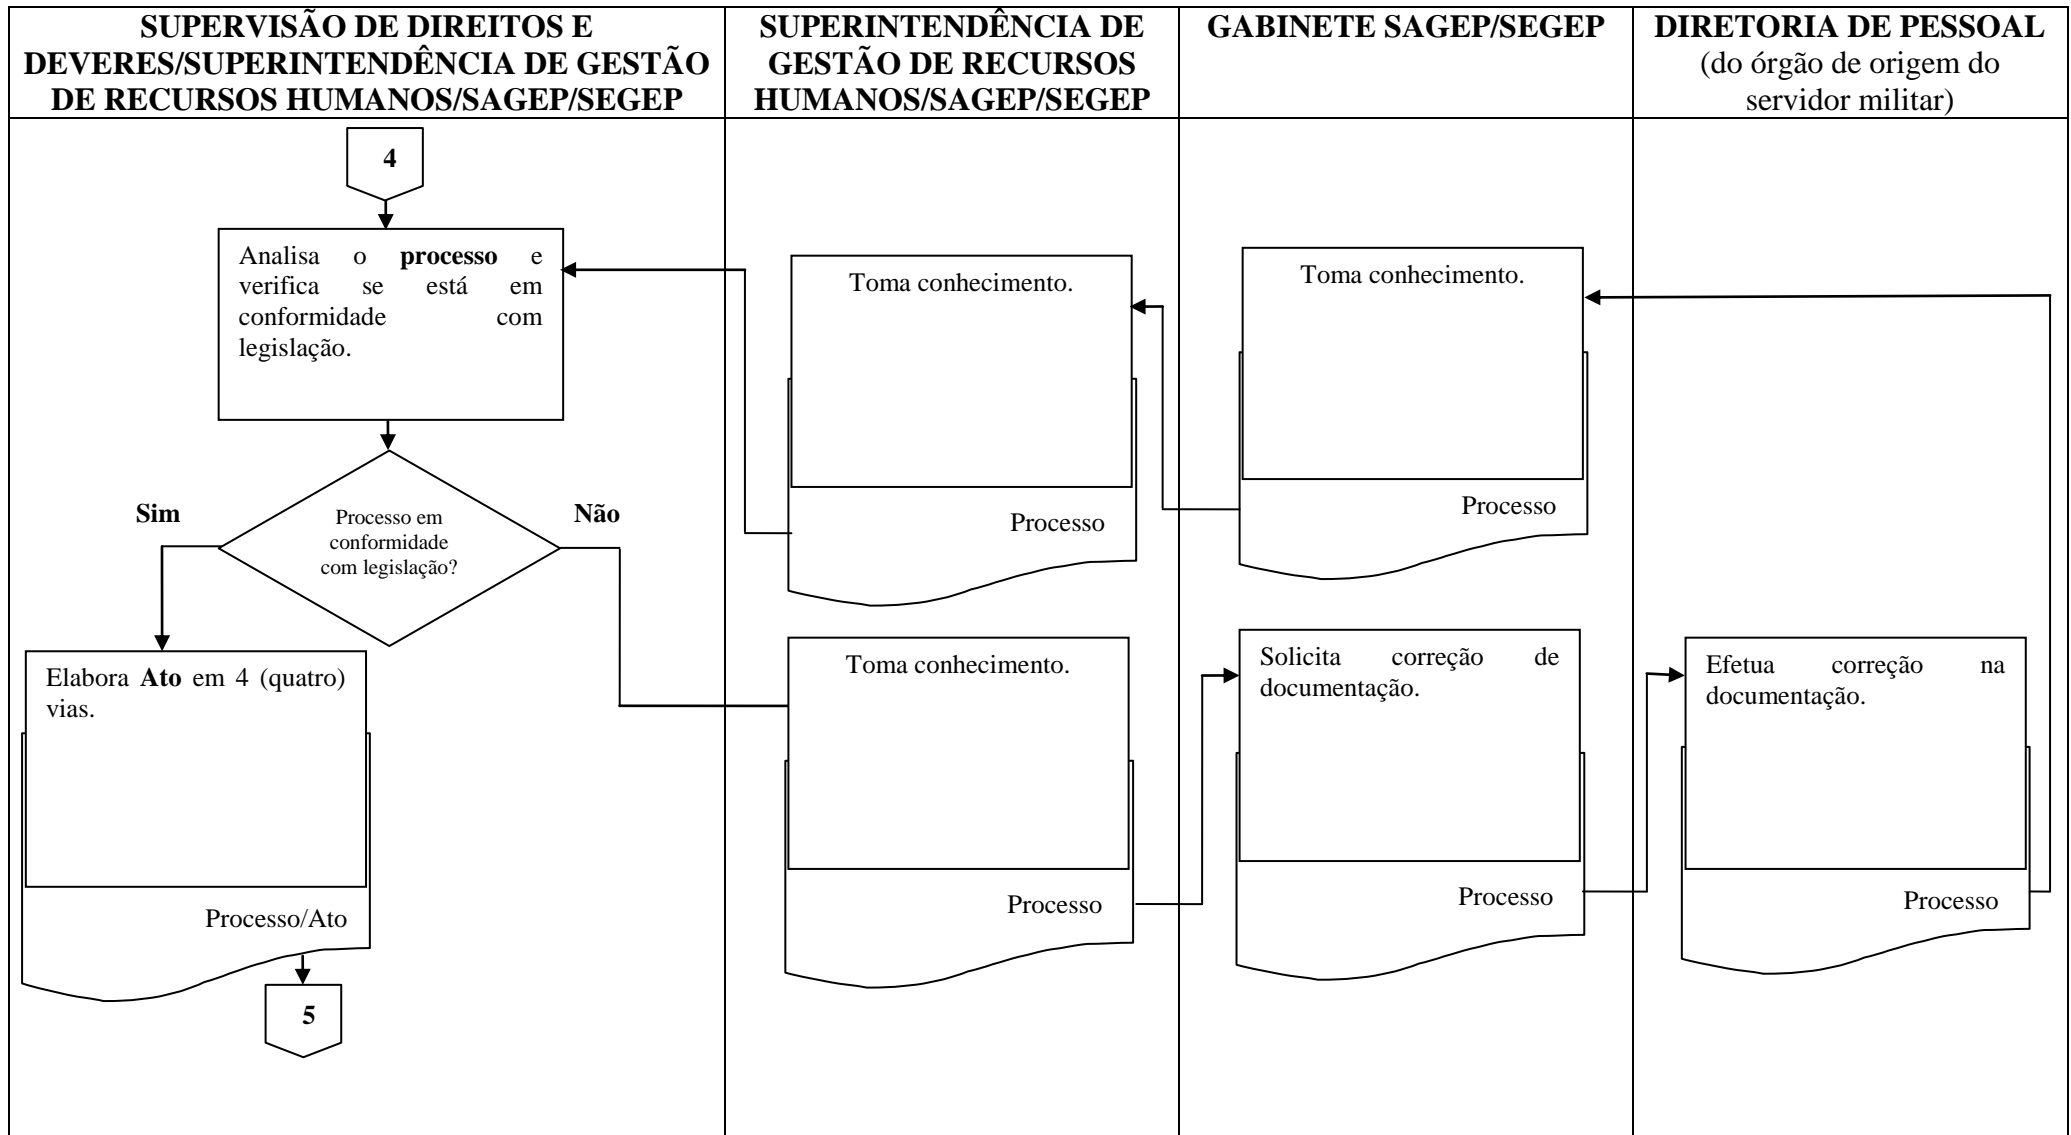 SUPERVISÃO DE DIREITOS E
DEVERES/SUPERINTENDÊNCIA DE GESTÃO
DE RECURSOS HUMANOS/SAGEP/SEGEP
SUPERINTENDÊNCIA DE
GESTÃO DE RECURSOS
HUMANOS/SAGEP/SEGEP
GABINETE SAGEP/SEGEP
DIRETORIA DE PESSOAL
(do órgão de origem do
servidor militar)
4
Analisa o processo e
verifica se está em
conformidade com
legislação.
Toma conhecimento.
Processo
Toma conhecimento.
Processo
Sim
Processo em
conformidade
com legislação?
Não
Elabora Ato em 4 (quatro)
vias.
Processo/Ato
Toma conhecimento.
Processo
Solicita correção de
documentação.
Processo
Efetua correção na
documentação.
Processo
5